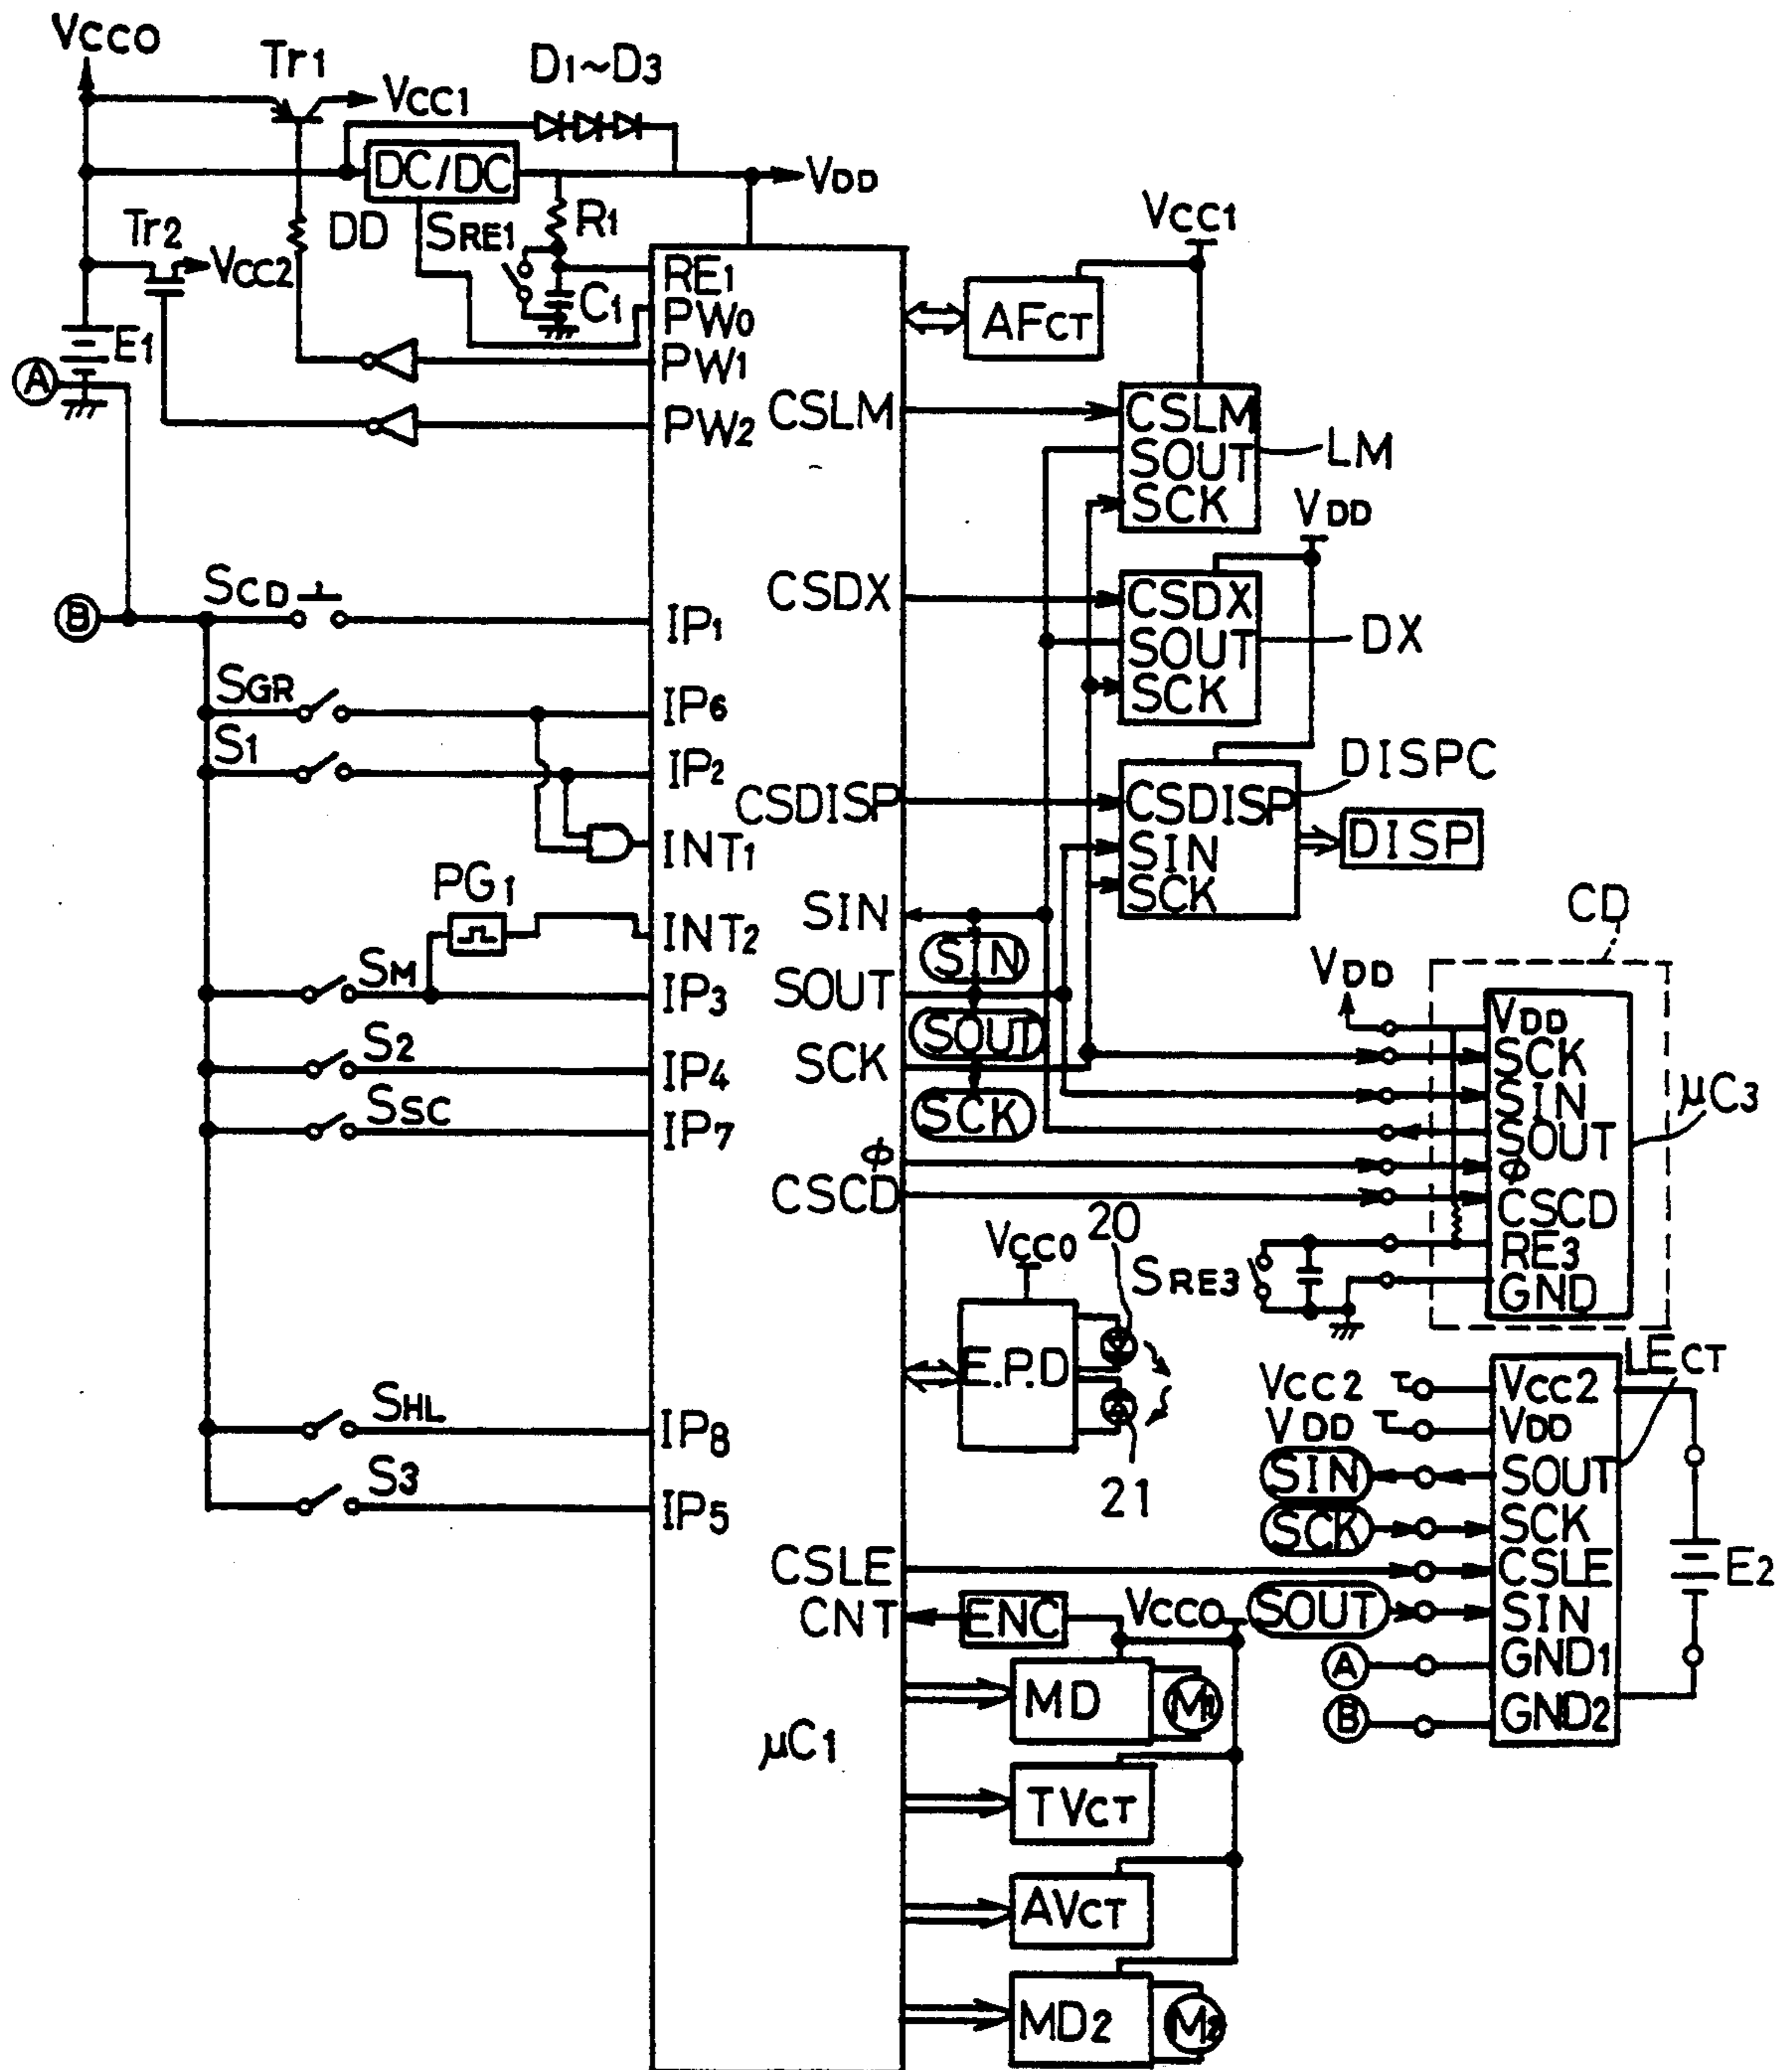 VCC0
Tr1
VCC1
D1~D3
DC/DC
VDD
DD
SRE1
R1
Tr2
VCC2
C1
E1
A
RE1
PW0
PW1
PW2
CSLM
VCC1
AFCT
CSLM
SOUT
SCK
LM
VDD
B
SCD
IP1
CSDX
CSDX
SOUT
SCK
DX
SGR
IP6
S1
IP2
INT1
CSDISP
CSDISP
SIN
SCK
DISPC
DISP
PG1
INT2
SM
IP3
S2
IP4
SSC
IP7
SIN
SIN
SOUT
SOUT
SCK
SCK
φ
CSCD
CD
VDD
VDD
SCK
SIN
SOUT
φ
CSCD
RE3
GND
μC3
SRE3
VCC0
20
E.P.D
21
SHL
IP8
S3
IP5
LECT
VCC2
VCC2
VDD
VDD
SIN
SOUT
SCK
SCK
CSLE
CSLE
SOUT
SIN
A
GND1
B
GND2
E2
CNT
ENC
VCC0
MD
M1
μC1
TVCT
AVCT
MD2
M2